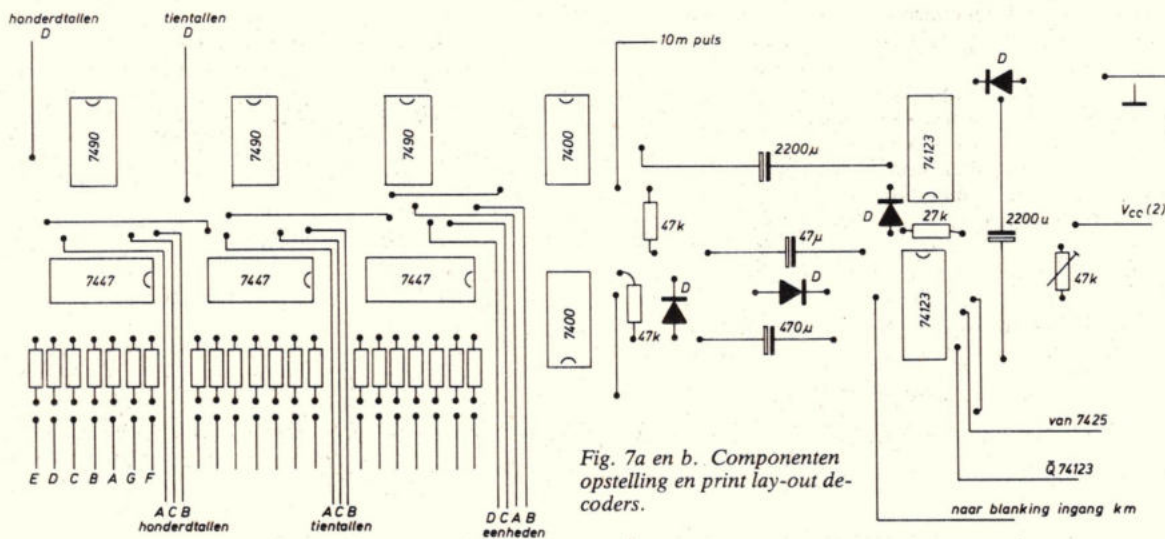 honderdtallen
D
tientallen
D
10m puls
D
7490
7490
7490
7400
2200µ
74123
47k
D
27k
2200u
Vcc (2)
47µ
7447
7447
7447
7400
47k
D
D
74123
47k
470µ
E D C B A G F
A C B
honderdtallen
A C B
tientallen
D C A B
eenheden
Fig. 7a en b. Componenten
opstelling en print lay-out de-
coders.
van 7425
Q̄ 74123
naar blanking ingang km